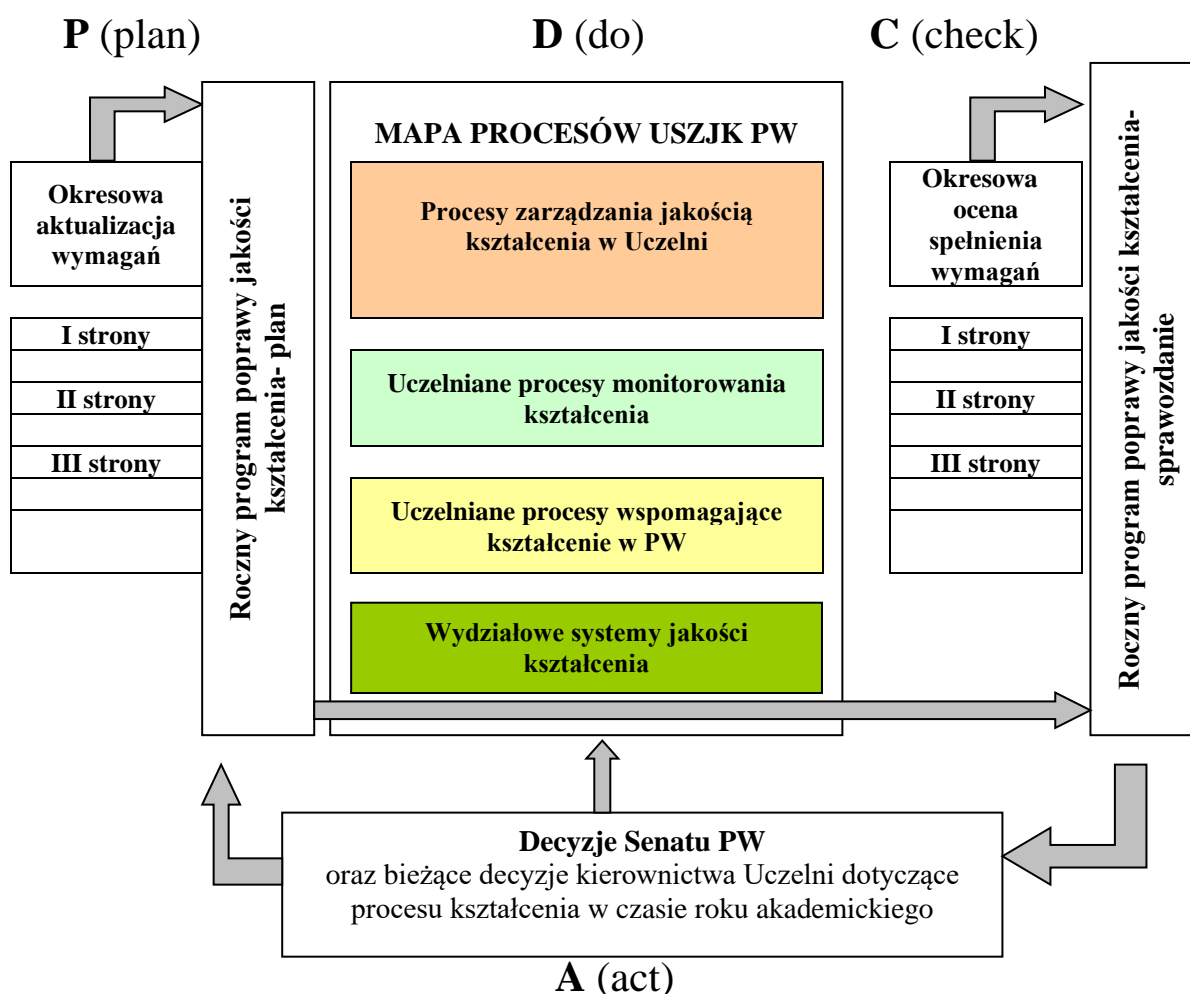 P (plan)
D (do)
C (check)
Okresowa
aktualizacja
wymagań
I strony
II strony
III strony
Roczny program poprawy jakości
kształcenia- plan
MAPA PROCESÓW USZJK PW
Procesy zarządzania jakością
kształcenia w Uczelni
Uczelniane procesy monitorowania
kształcenia
Uczelniane procesy wspomagające
kształcenie w PW
Wydziałowe systemy jakości
kształcenia
Okresowa
ocena
spełnienia
wymagań
I strony
II strony
III strony
Roczny program poprawy jakości kształcenia-
sprawozdanie
Decyzje Senatu PW
oraz bieżące decyzje kierownictwa Uczelni dotyczące
procesu kształcenia w czasie roku akademickiego
A (act)